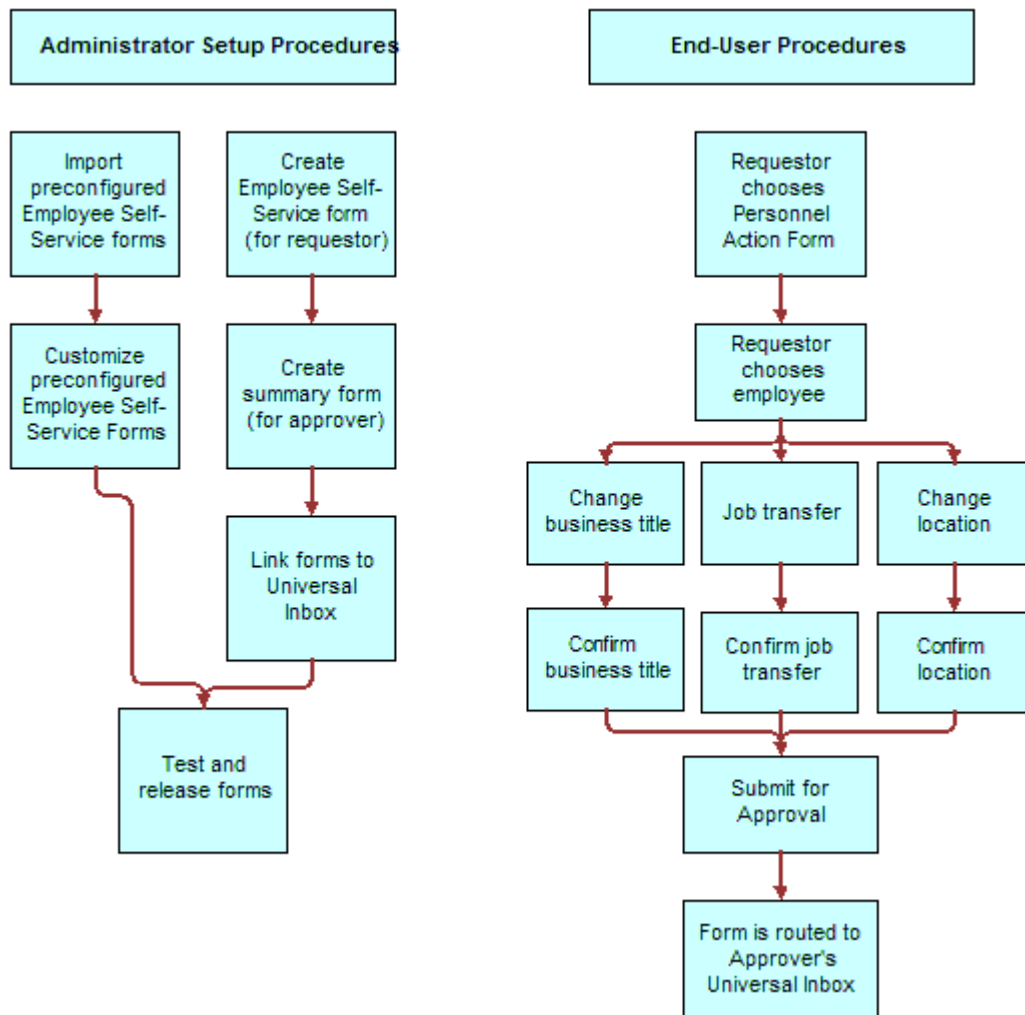 Administrator Setup Procedures
End-User Procedures
Import
preconfigured
Employee Self-
Service forms
Create
Employee Self-
Service form
(for requestor)
Requestor
chooses
Personnel
Action Form
Customize
preconfigured
Employee Self-
Service Forms
Create
summary form
(for approver)
Requestor
chooses
employee
Change
business title
Job transfer
Change
location
Link forms to
Universal
Inbox
Confirm
business title
Confirm job
transfer
Confirm
location
Test and
release forms
Submit for
Approval
Form is routed to
Approver's
Universal Inbox